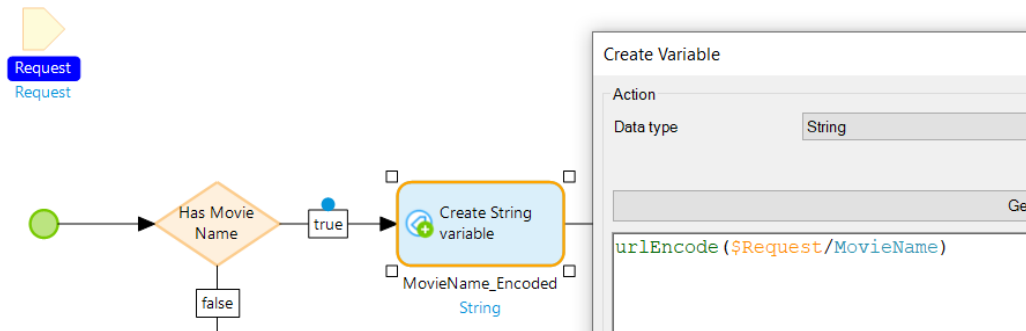 Request
Request
Has Movie
Name
true
false
Create String
variable
MovieName_Encoded
String
Create Variable
Action
Data type
String
Ge
urlEncode($Request/MovieName)